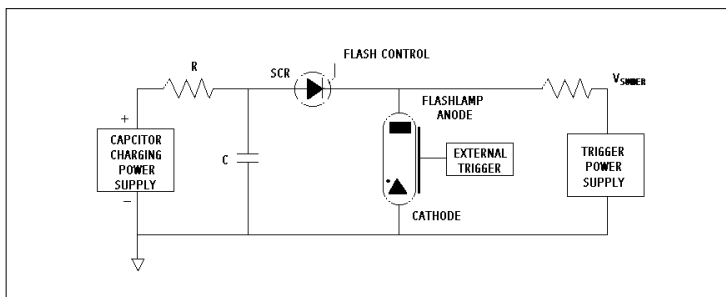 FLASH CONTROL
R
SCR
+
CAPCITOR
CHARGING
POWER
SUPPLY
−
C
FLASHLAMP
ANODE
EXTERNAL
TRIGGER
CATHODE
TRIGGER
POWER
SUPPLY